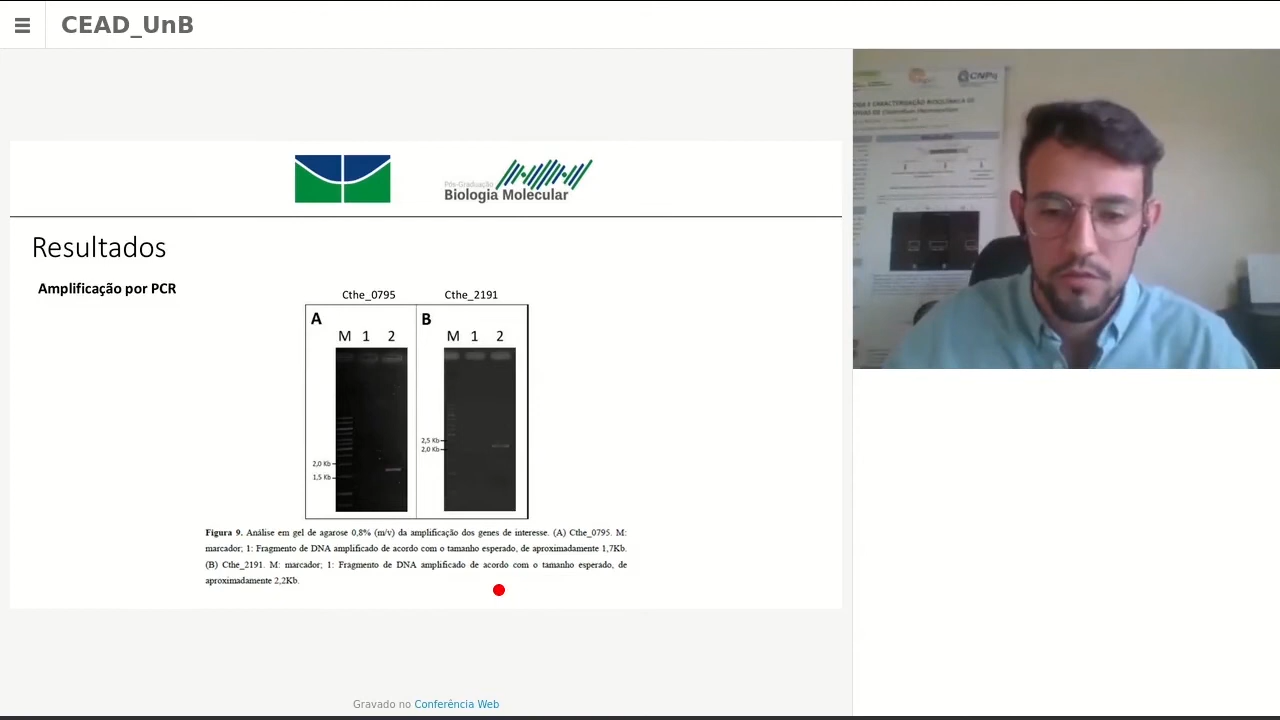 CEAD_UnB
CNPq
Pós-Graduação
Biologia Molecular
Resultados
Amplificação por PCR
Cthe_0795 Cthe_2191
A B
M 1 2 M 1 2
2,5 Kb
2,0 Kb
2,0 Kb
1,5 Kb
Figura 9. Análise em gel de agarose 0,8% (m/v) da amplificação dos genes de interesse. (A) Cthe_0795. M:
marcador; 1: Fragmento de DNA amplificado de acordo com o tamanho esperado, de aproximadamente 1,7Kb.
(B) Cthe_2191. M: marcador; 1: Fragmento de DNA amplificado de acordo com o tamanho esperado, de
aproximadamente 2,2Kb.
Gravado no Conferência Web